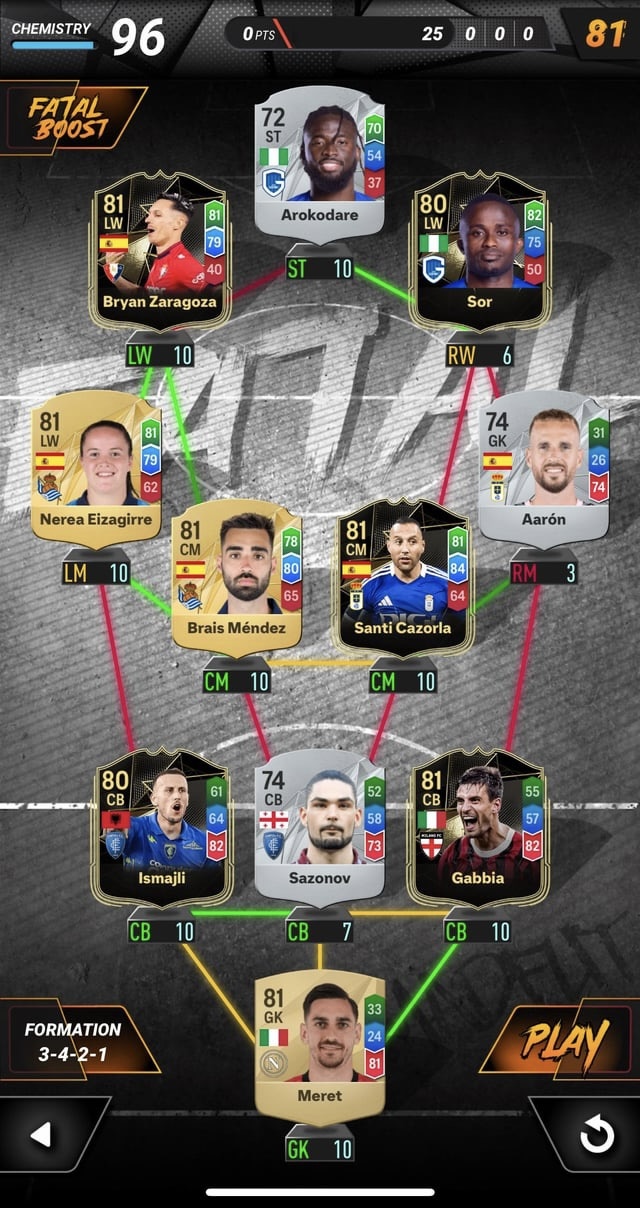 CHEMISTRY 96
0 PTS 25 0 0 0
81
FATAL
BOOST
72
ST
70
54
37
Arokodare
ST 10
81
LW
81
79
40
Bryan Zaragoza
LW 10
80
LW
82
75
50
Sor
RW 6
81
LW
81
79
62
Nerea Eizagirre
LM 10
74
GK
31
26
74
Aarón
RM 3
81
CM
78
80
65
Brais Méndez
CM 10
81
CM
81
84
64
Santi Cazorla
CM 10
80
CB
61
64
82
Ismajli
CB 10
74
CB
52
58
73
Sazonov
CB 7
81
CB
55
57
82
Gabbia
CB 10
81
GK
33
24
81
Meret
GK 10
FORMATION
3-4-2-1
PLAY